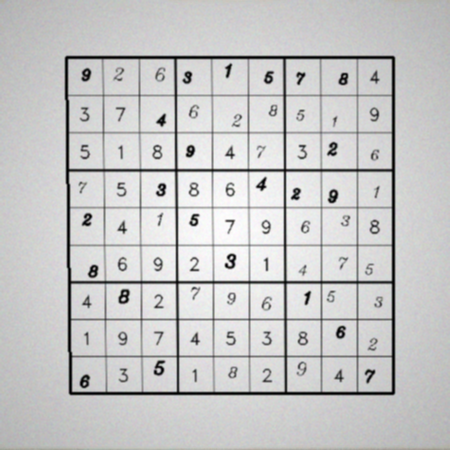 9 2 6 3 1 5 7 8 4
3 7 4 6 2 8 5 1 9
5 1 8 9 4 7 3 2 6
7 5 3 8 6 4 2 9 1
2 4 1 5 7 9 6 3 8
8 6 9 2 3 1 4 7 5
4 8 2 7 9 6 1 5 3
1 9 7 4 5 3 8 6 2
6 3 5 1 8 2 9 4 7